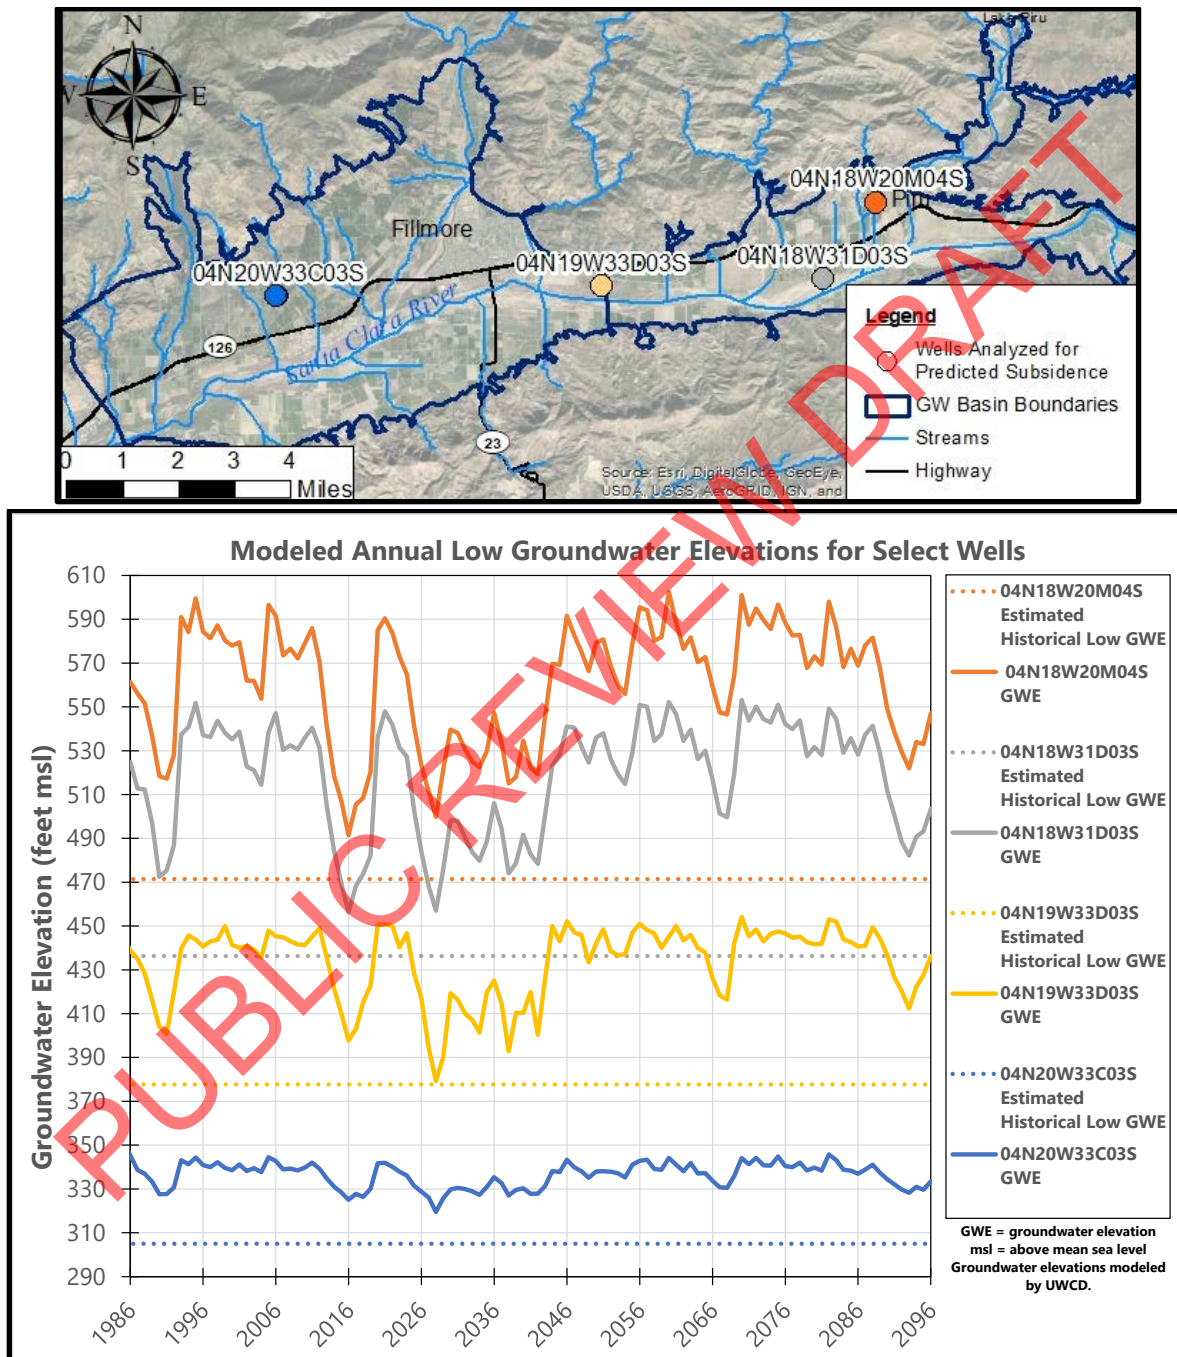 N
E
S
Lake Piru
04N18W20M04S
Piru
Fillmore
04N20W33C03S
04N19W33D03S
04N18W31D03S
Santa Clara River
126
23
0 1 2 3 4
Miles
Legend
Wells Analyzed for
Predicted Subsidence
GW Basin Boundaries
Streams
Highway
Source: Esri, DigitalGlobe, GeoEye,
USDA, USGS, AeroGRID, IGN, and
PUBLIC REVIEW DRAFT
Modeled Annual Low Groundwater Elevations for Select Wells
Groundwater Elevation (feet msl)
610
590
570
550
530
510
490
470
450
430
410
390
370
350
330
310
290
1986 1996 2006 2016 2026 2036 2046 2056 2066 2076 2086 2096
04N18W20M04S
Estimated
Historical Low GWE
04N18W20M04S
GWE
04N18W31D03S
Estimated
Historical Low GWE
04N18W31D03S
GWE
04N19W33D03S
Estimated
Historical Low GWE
04N19W33D03S
GWE
04N20W33C03S
Estimated
Historical Low GWE
04N20W33C03S
GWE
GWE = groundwater elevation
msl = above mean sea level
Groundwater elevations modeled
by UWCD.